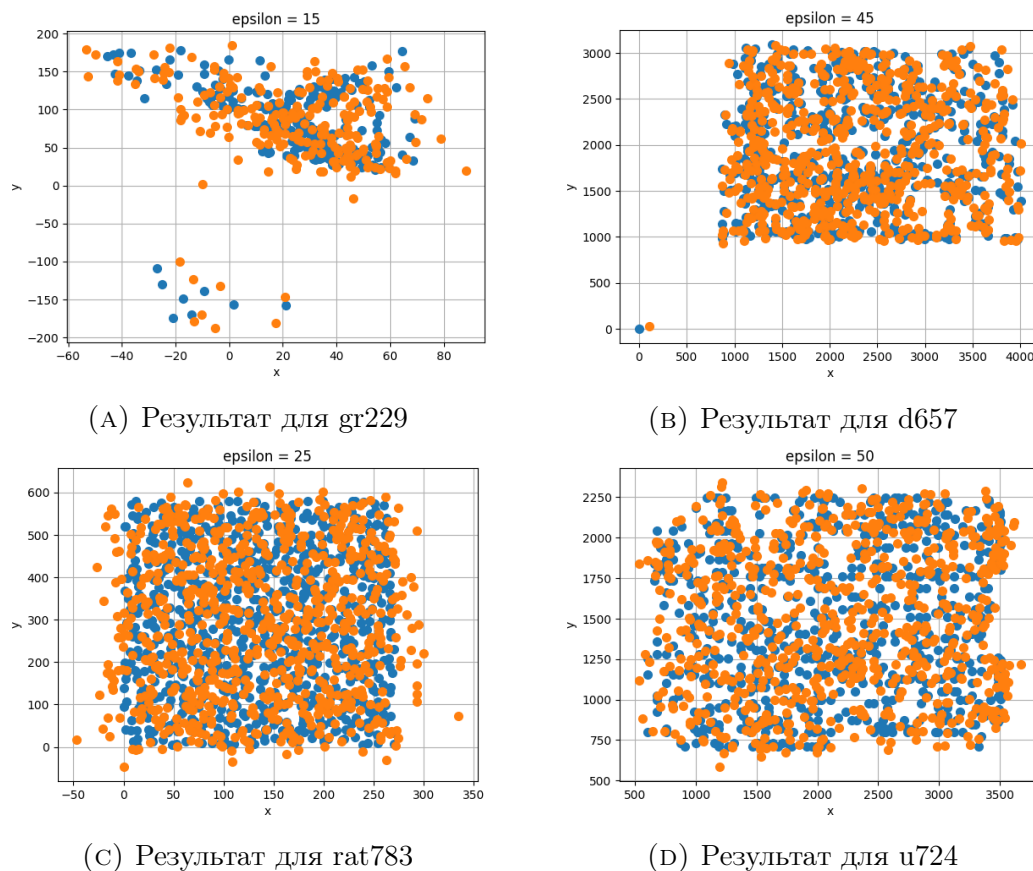 epsilon = 15
200
150
100
50
0
−50
−100
−150
−200
y
−60 −40 −20 0 20 40 60 80
x
(A) Результат для gr229
epsilon = 45
3000
2500
2000
1500
1000
500
0
y
0 500 1000 1500 2000 2500 3000 3500 4000
x
(B) Результат для d657
epsilon = 25
600
500
400
300
200
100
0
y
−50 0 50 100 150 200 250 300 350
x
(C) Результат для rat783
epsilon = 50
2250
2000
1750
1500
1250
1000
750
500
y
500 1000 1500 2000 2500 3000 3500
x
(D) Результат для u724